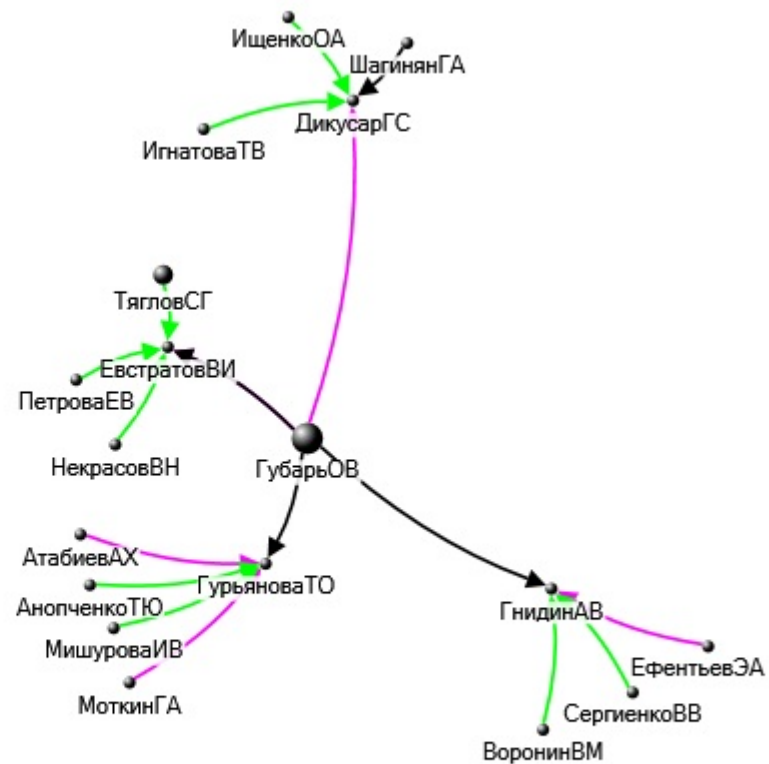 ИщенкоОА
ШагинянГА
ДикусарГС
ИгнатоваТВ
ТягловСГ
ЕвстратовВИ
ПетроваЕВ
ГубарьОВ
НекрасовВН
АтабиевАХ
ГурьяноваТО
АнопченкоТЮ
ГнидинАВ
МишуроваИВ
ЕфентьевЭА
МоткинГА
СергиенкоВВ
ВоронинВМ